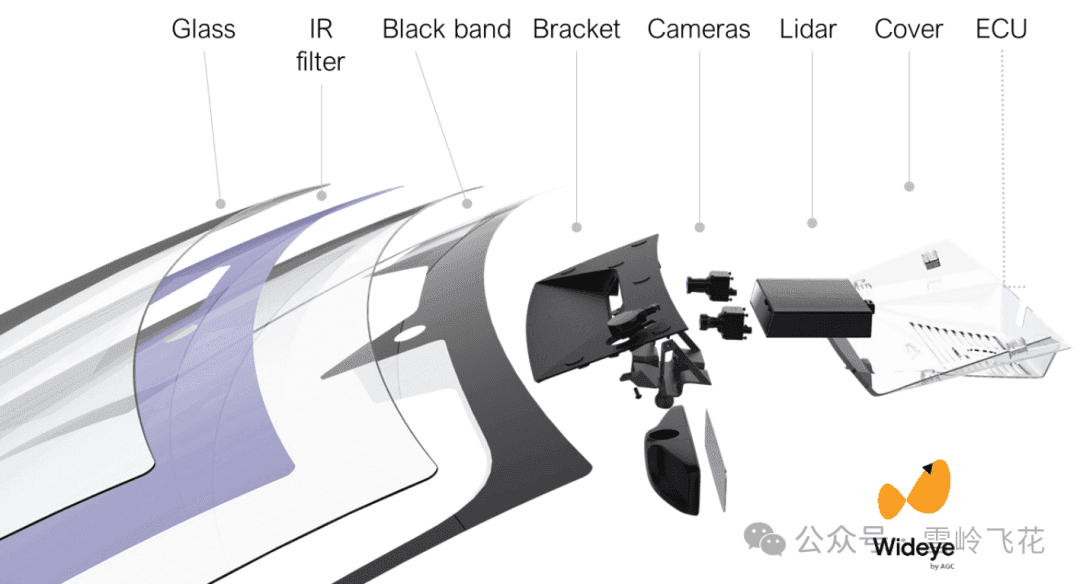 Glass
IR
filter
Black band
Bracket
Cameras
Lidar
Cover
ECU
公众号 · 雪岭飞花
Wideye
by AGC